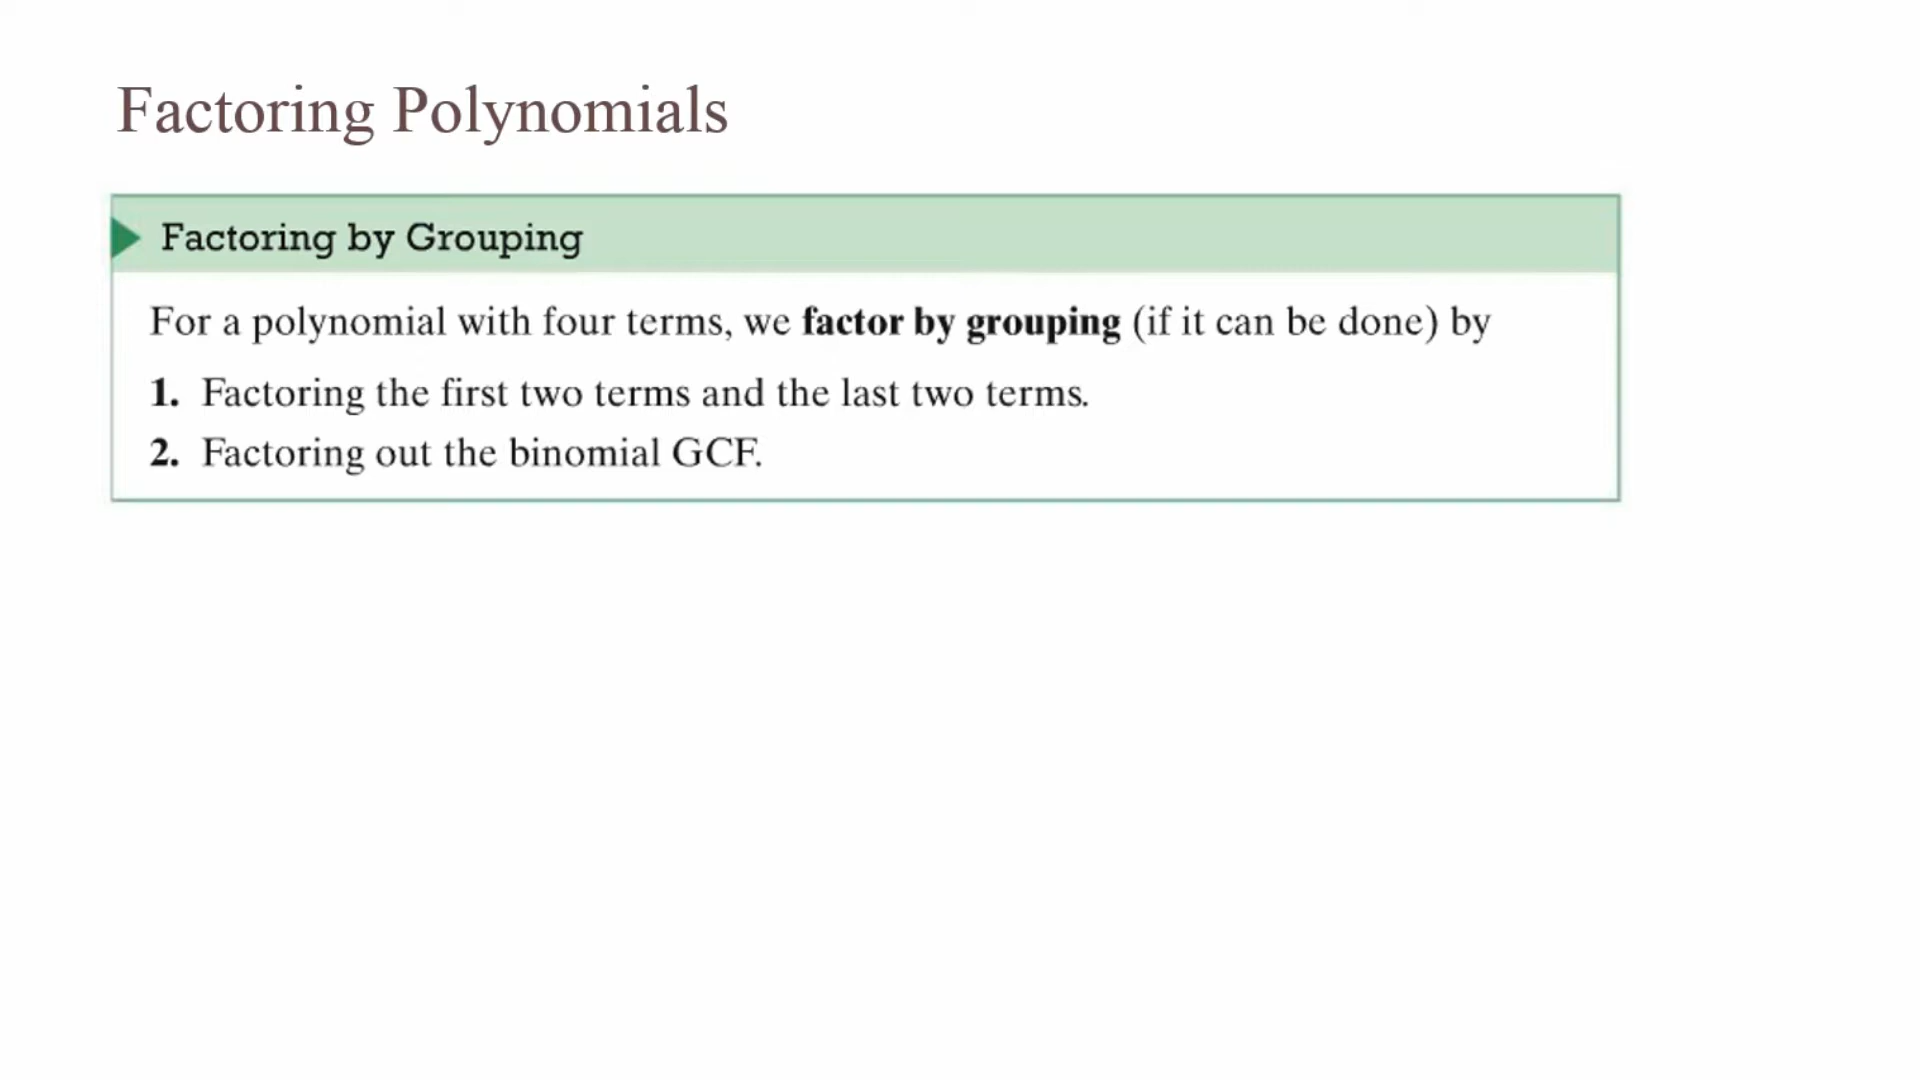 Factoring Polynomials
Factoring by Grouping
For a polynomial with four terms, we factor by grouping (if it can be done) by
1. Factoring the first two terms and the last two terms.
2. Factoring out the binomial GCF.